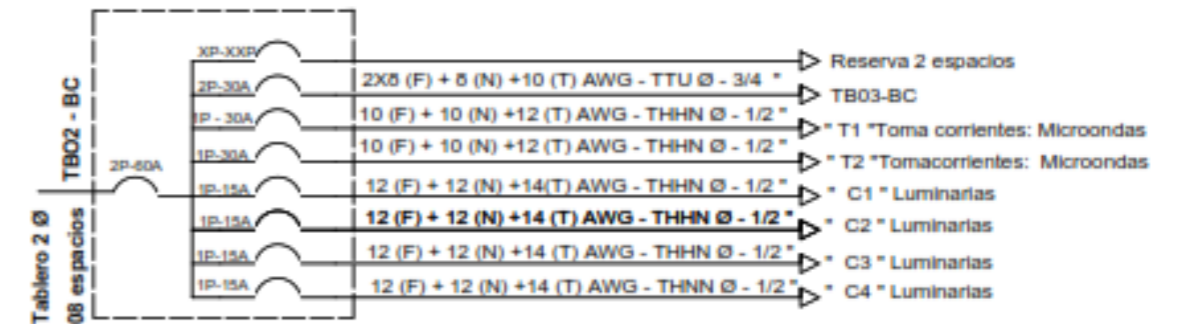 TB02 - BC
Tablero 2 Ø
08 espacios
2P-60A
XP-XXP
Reserva 2 espacios
2P-30A
2X8 (F) + 8 (N) +10 (T) AWG - TTU Ø - 3/4 "
TB03-BC
1P - 30A
10 (F) + 10 (N) +12 (T) AWG - THHN Ø - 1/2 "
" T1 "Toma corrientes: Microondas
1P-30A
10 (F) + 10 (N) +12 (T) AWG - THHN Ø - 1/2 "
" T2 "Tomacorrientes: Microondas
1P-15A
12 (F) + 12 (N) +14(T) AWG - THHN Ø - 1/2 "
" C1 " Luminarias
1P-15A
12 (F) + 12 (N) +14 (T) AWG - THHN Ø - 1/2 "
" C2 " Luminarias
1P-15A
12 (F) + 12 (N) +14 (T) AWG - THHN Ø - 1/2 "
" C3 " Luminarias
1P-15A
12 (F) + 12 (N) +14 (T) AWG - THNN Ø - 1/2 "
" C4 " Luminarias